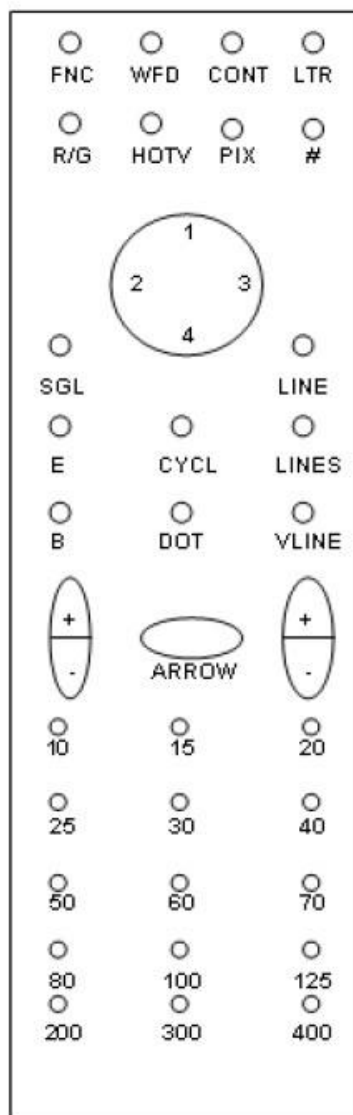 FNC WFD CONT LTR
R/G HOTV PIX #
1
2 3
4
SGL LINE
E CYCL LINES
B DOT VLINE
+ +
- -
ARROW
10 15 20
25 30 40
50 60 70
80 100 125
200 300 400